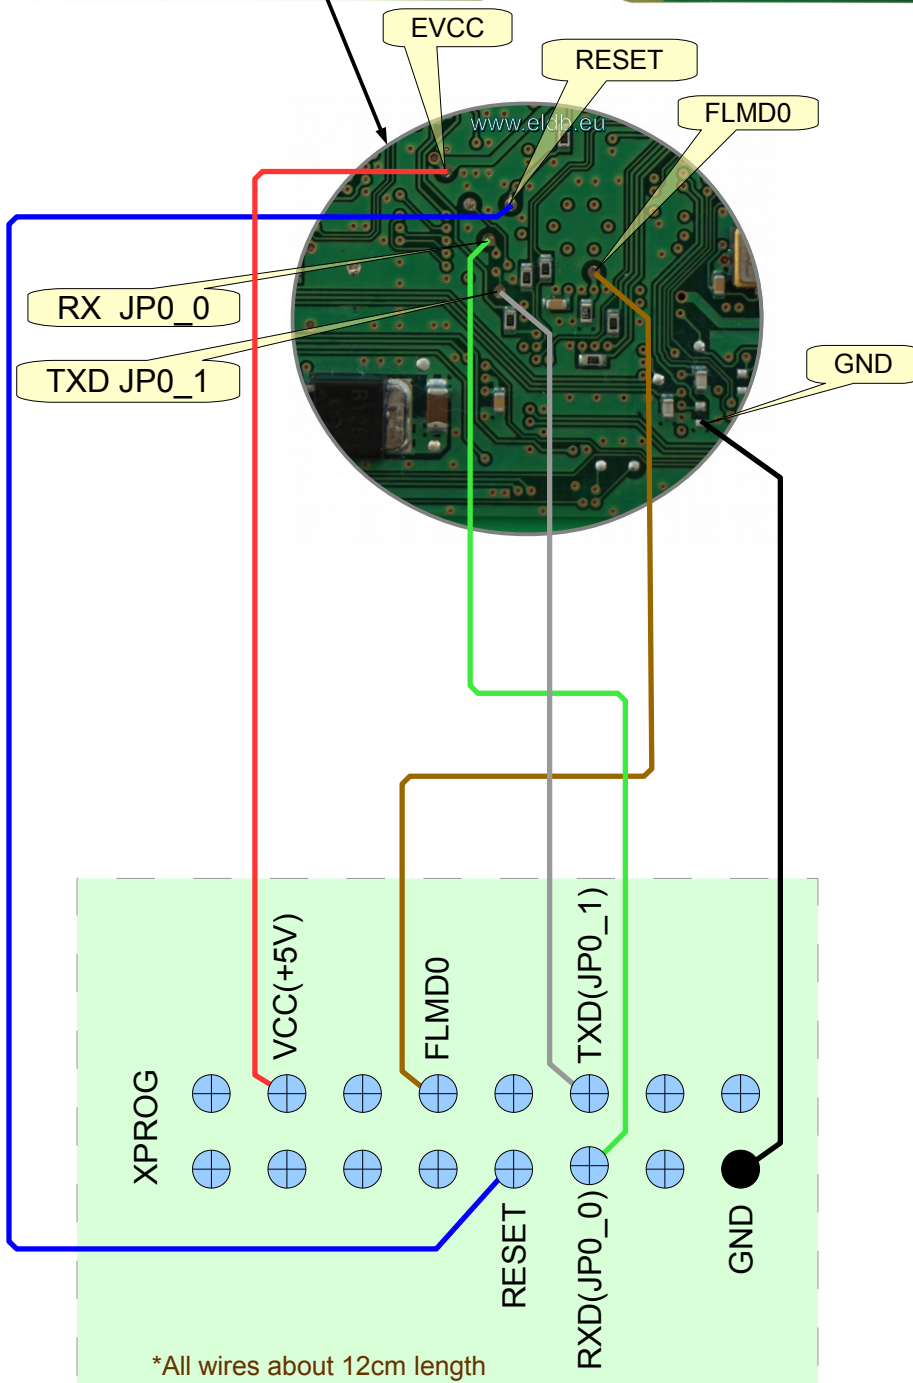 EVCC
RESET
FLMD0
www.eldb.eu
RX JP0_0
TXD JP0_1
GND
VCC(+5V)
FLMD0
TXD(JP0_1)
XPROG
RESET
RXD(JP0_0)
GND
*All wires about 12cm length